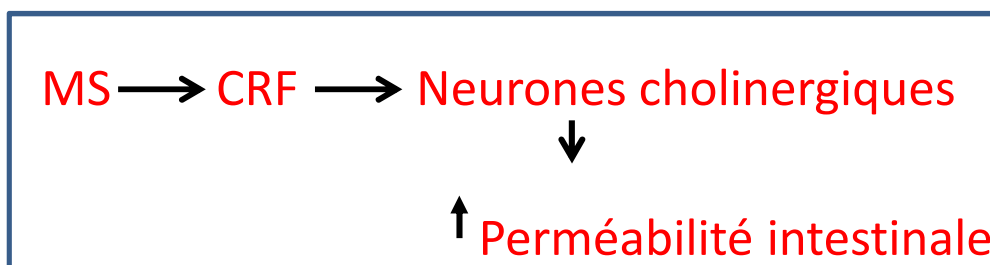 MS → CRF → Neurones cholinergiques
↓
↑ Perméabilité intestinale